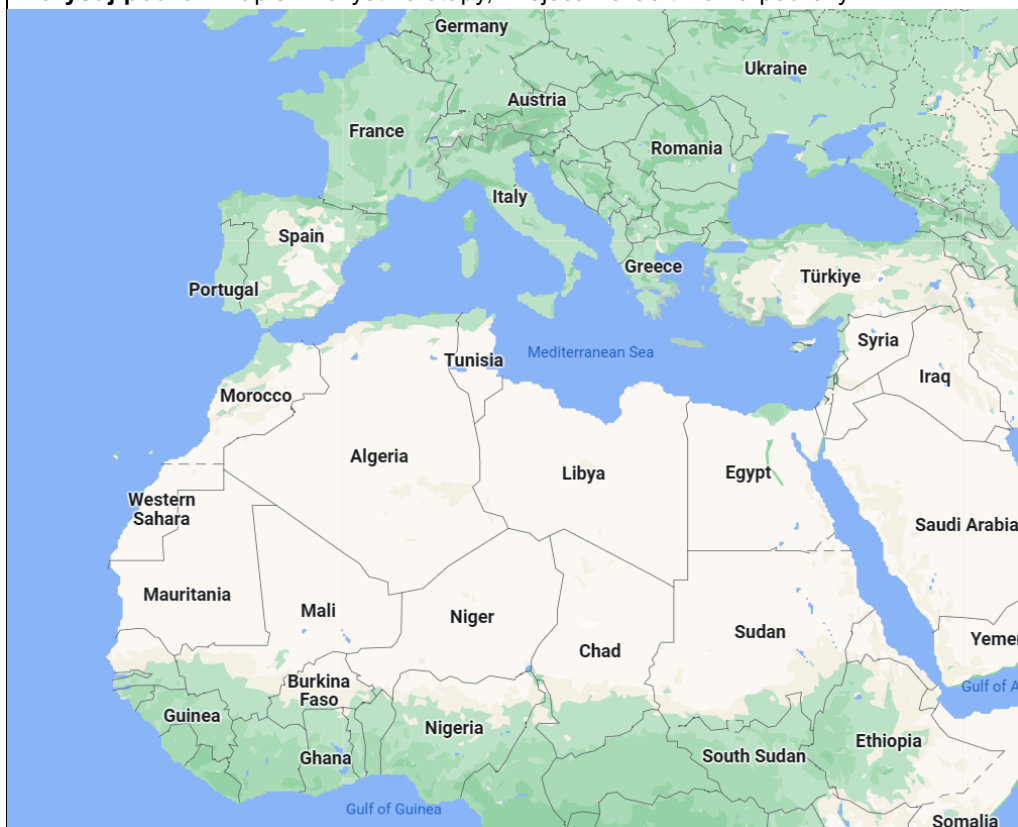 Germany
Ukraine
Austria
France
Romania
Italy
Spain
Greece
Türkiye
Portugal
Syria
Mediterranean Sea
Tunisia
Iraq
Morocco
Algeria
Libya
Egypt
Western
Sahara
Saudi Arabia
Mauritania
Mali
Niger
Sudan
Chad
Yemen
Burkina
Faso
Gulf of A
Guinea
Nigeria
Ghana
South Sudan
Ethiopia
Gulf of Guinea
Somalia